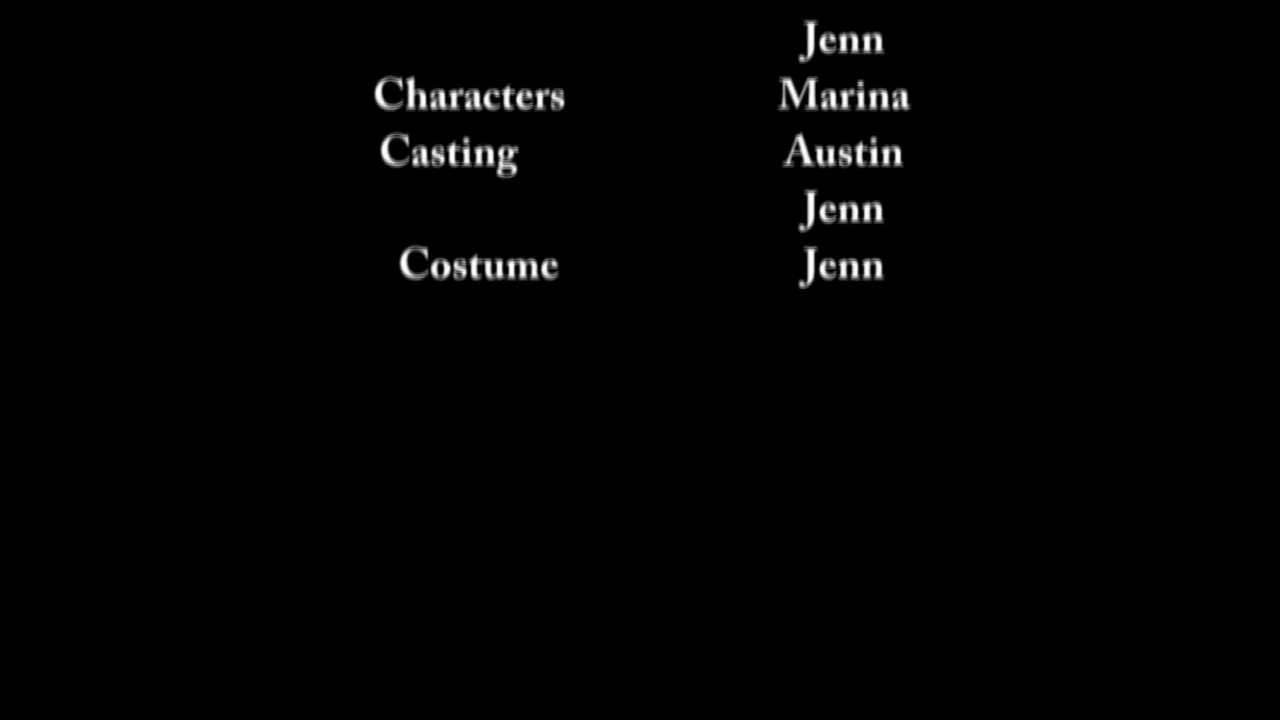 Jenn
Characters Marina
Casting Austin
Jenn
Costume Jenn